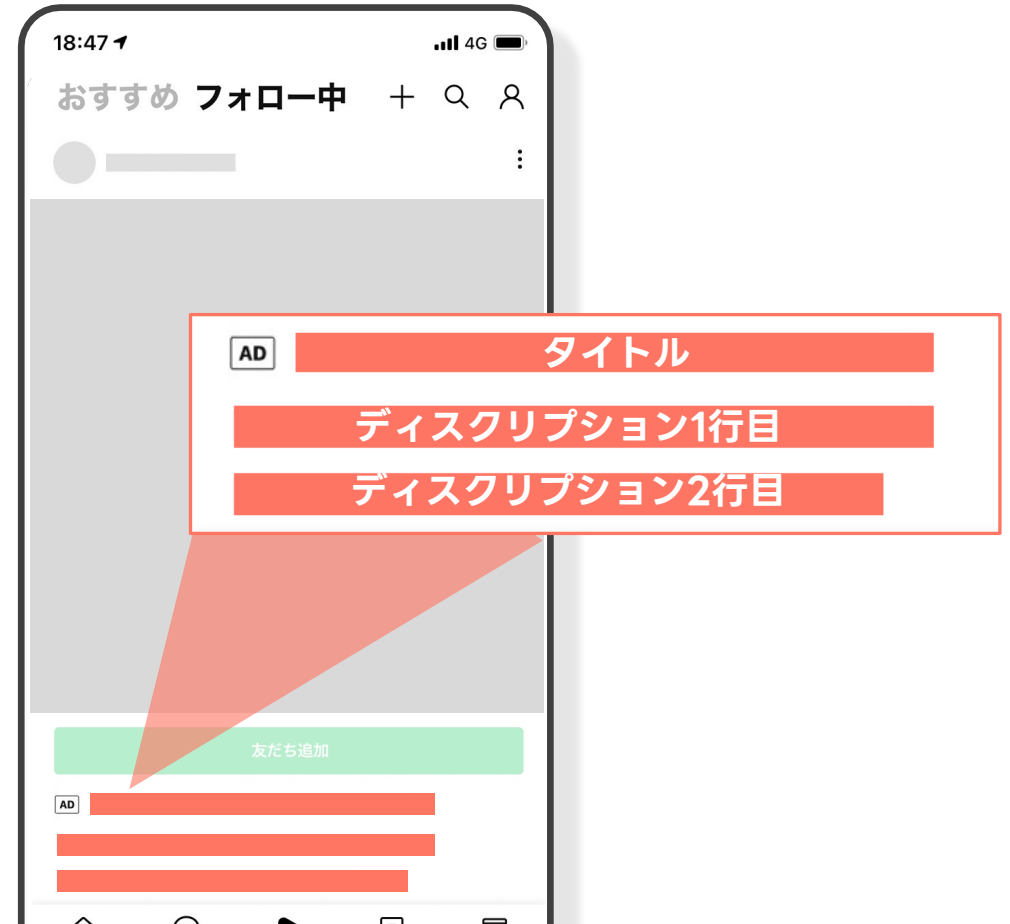 18:47 4G
おすすめ フォロー中
AD タイトル
ディスクリプション1行目
ディスクリプション2行目
友だち追加
AD